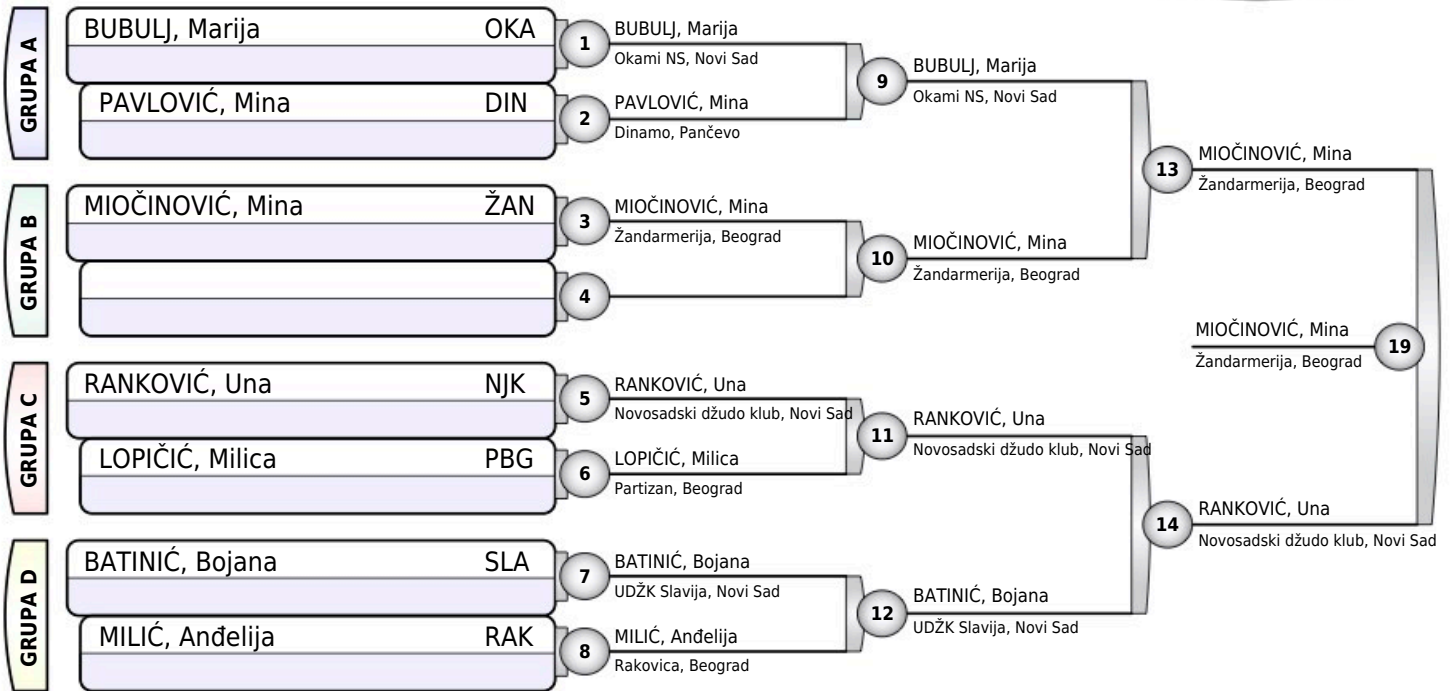 GRUPA A
BUBULJ, Marija OKA
1
BUBULJ, Marija
Okami NS, Novi Sad
PAVLOVIĆ, Mina DIN
2
PAVLOVIĆ, Mina
Dinamo, Pančevo
9
BUBULJ, Marija
Okami NS, Novi Sad
GRUPA B
MIOČINOVIĆ, Mina ŽAN
3
MIOČINOVIĆ, Mina
Žandarmerija, Beograd
4
10
MIOČINOVIĆ, Mina
Žandarmerija, Beograd
13
MIOČINOVIĆ, Mina
Žandarmerija, Beograd
GRUPA C
RANKOVIĆ, Una NJK
5
RANKOVIĆ, Una
Novosadski džudo klub, Novi Sad
LOPIČIĆ, Milica PBG
6
LOPIČIĆ, Milica
Partizan, Beograd
11
RANKOVIĆ, Una
Novosadski džudo klub, Novi Sad
GRUPA D
BATINIĆ, Bojana SLA
7
BATINIĆ, Bojana
UDŽK Slavija, Novi Sad
MILIĆ, Anđelija RAK
8
MILIĆ, Anđelija
Rakovica, Beograd
12
BATINIĆ, Bojana
UDŽK Slavija, Novi Sad
14
RANKOVIĆ, Una
Novosadski džudo klub, Novi Sad
MIOČINOVIĆ, Mina
Žandarmerija, Beograd
19